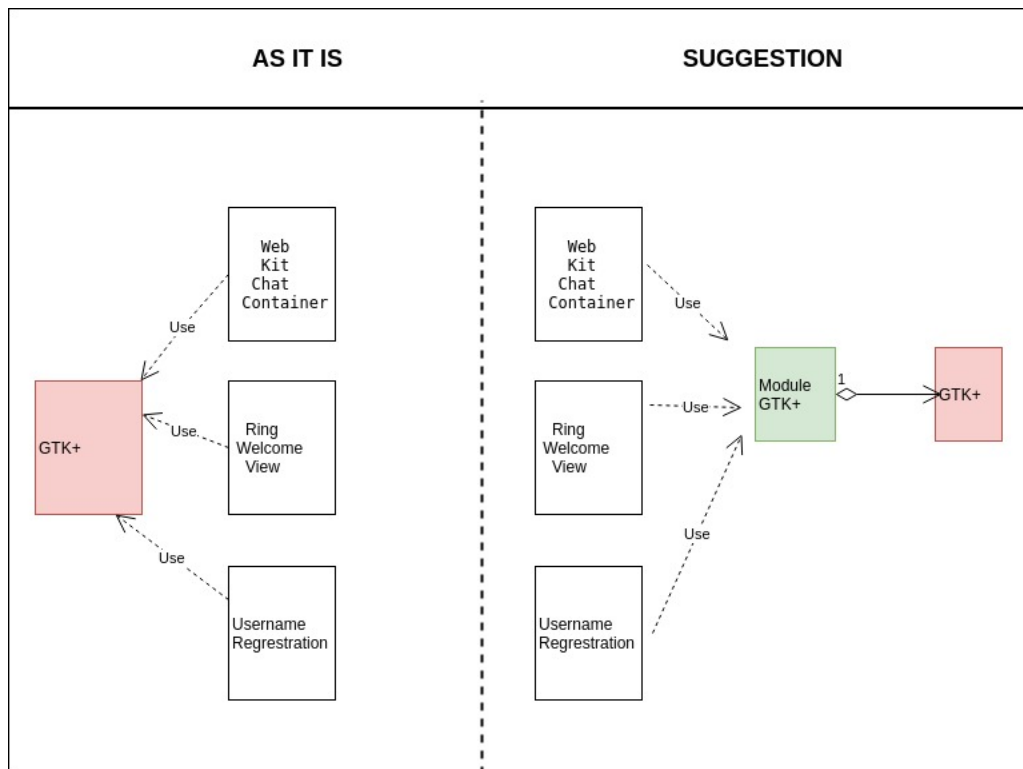 AS IT IS
SUGGESTION
Web
Kit
Chat
Container
Use
GTK+
Use
Ring
Welcome
View
Use
Username
Regrestration
Web
Kit
Chat
Container
Use
Ring
Welcome
View
Use
Module
GTK+
1
GTK+
Use
Username
Regrestration